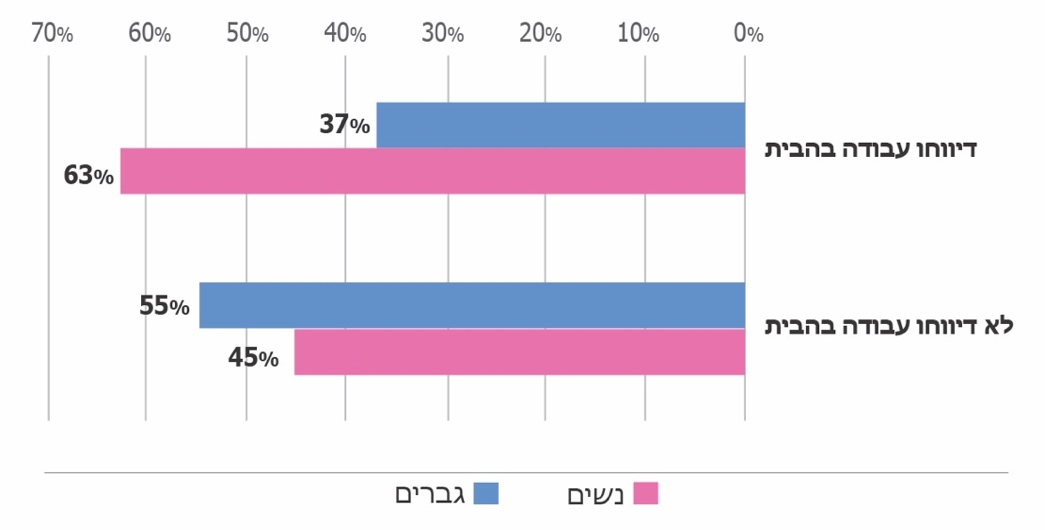 70% 60% 50% 40% 30% 20% 10% 0%
37%
דיווחו עבודה בהבית
63%
55%
לא דיווחו עבודה בהבית
45%
נשים גברים